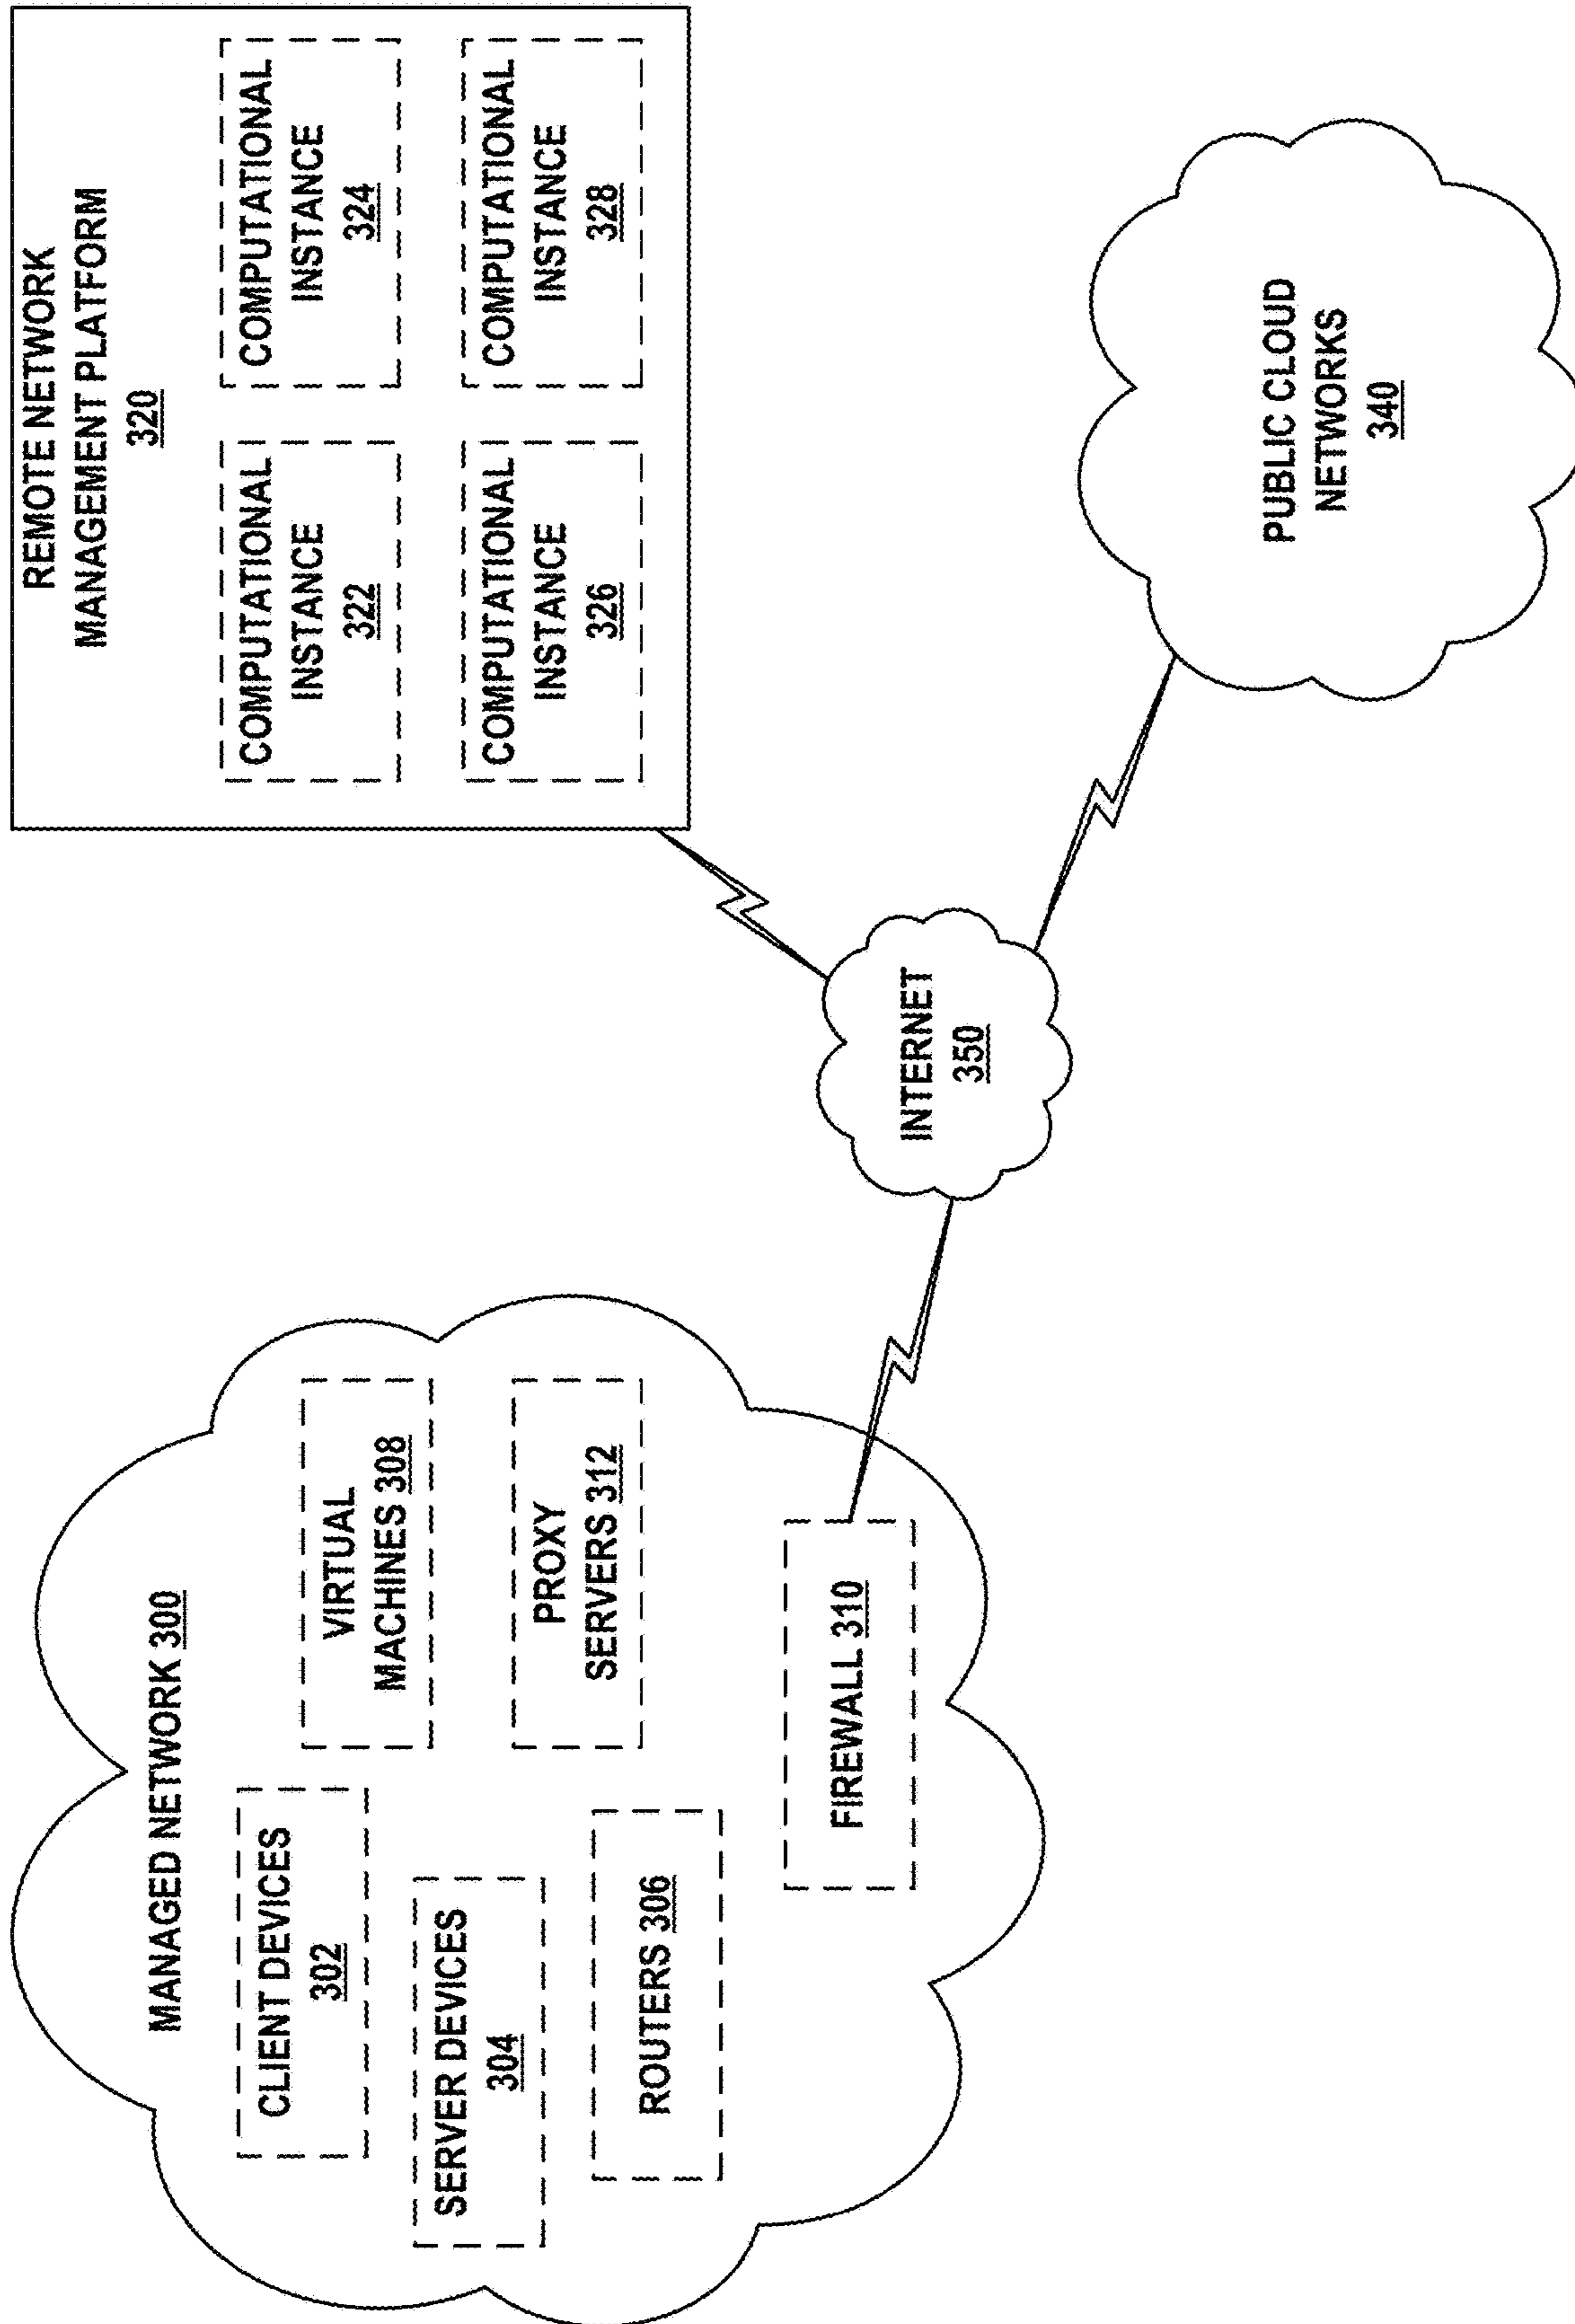 MANAGED NETWORK 300
CLIENT DEVICES
302
SERVER DEVICES
304
ROUTERS 306
VIRTUAL
MACHINES 308
PROXY
SERVERS 312
FIREWALL 310
INTERNET
350
REMOTE NETWORK
MANAGEMENT PLATFORM
320
COMPUTATIONAL
INSTANCE
322
COMPUTATIONAL
INSTANCE
324
COMPUTATIONAL
INSTANCE
326
COMPUTATIONAL
INSTANCE
328
PUBLIC CLOUD
NETWORKS
340